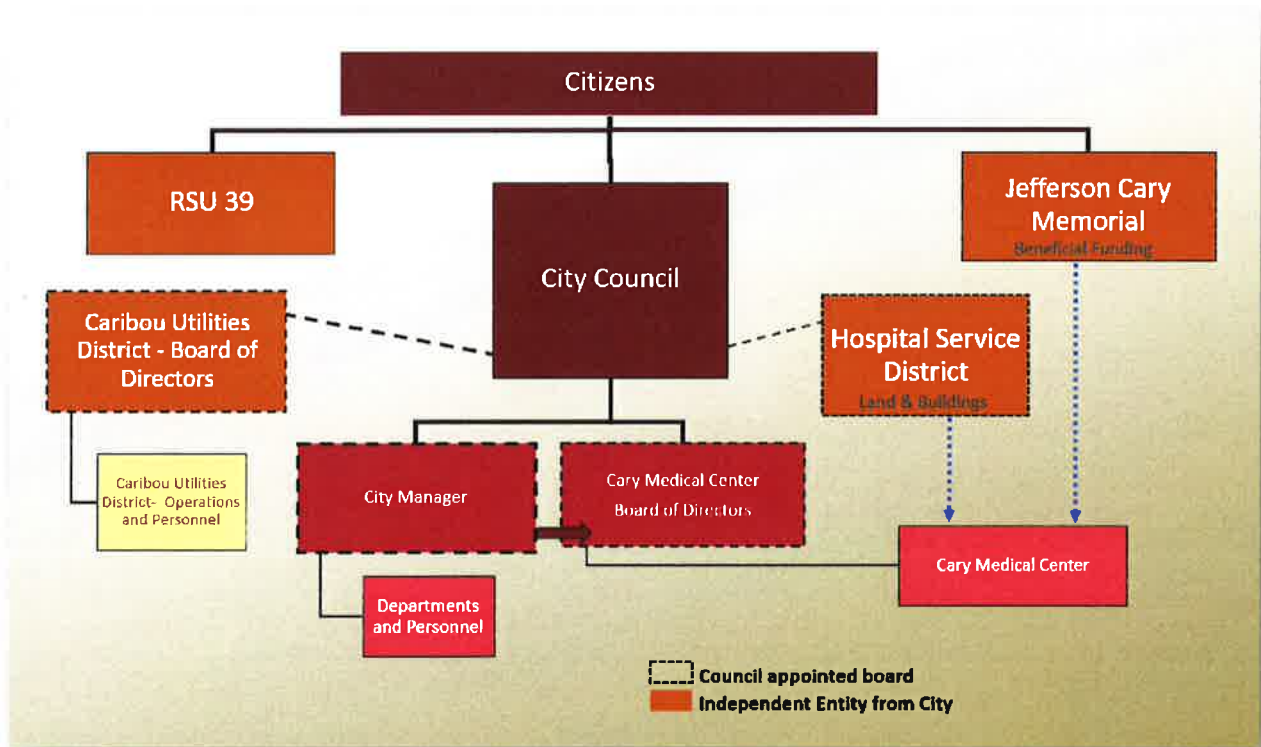 Citizens
RSU 39
City Council
Jefferson Cary
Memorial
Beneficial Funding
Caribou Utilities
District - Board of
Directors
Hospital Service
District
Land & Buildings
Caribou Utilities
District- Operations
and Personnel
City Manager
Cary Medical Center
Board of Directors
Departments
and Personnel
Cary Medical Center
Council appointed board
Independent Entity from City